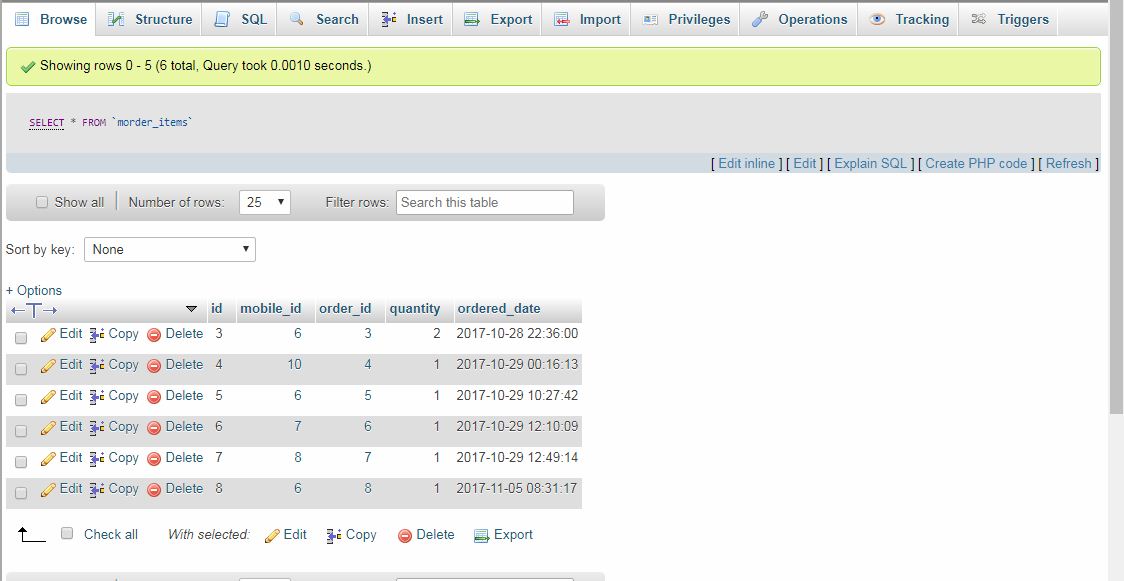 Browse Structure SQL Search Insert Export Import Privileges Operations Tracking Triggers
Showing rows 0 - 5 (6 total, Query took 0.0010 seconds.)
SELECT * FROM `morder_items`
[ Edit inline ] [ Edit ] [ Explain SQL ] [ Create PHP code ] [ Refresh ]
Show all Number of rows: 25 Filter rows: Search this table
Sort by key: None
+ Options
id mobile_id order_id quantity ordered_date
Edit Copy Delete 3 6 3 2 2017-10-28 22:36:00
Edit Copy Delete 4 10 4 1 2017-10-29 00:16:13
Edit Copy Delete 5 6 5 1 2017-10-29 10:27:42
Edit Copy Delete 6 7 6 1 2017-10-29 12:10:09
Edit Copy Delete 7 8 7 1 2017-10-29 12:49:14
Edit Copy Delete 8 6 8 1 2017-11-05 08:31:17
Check all With selected: Edit Copy Delete Export